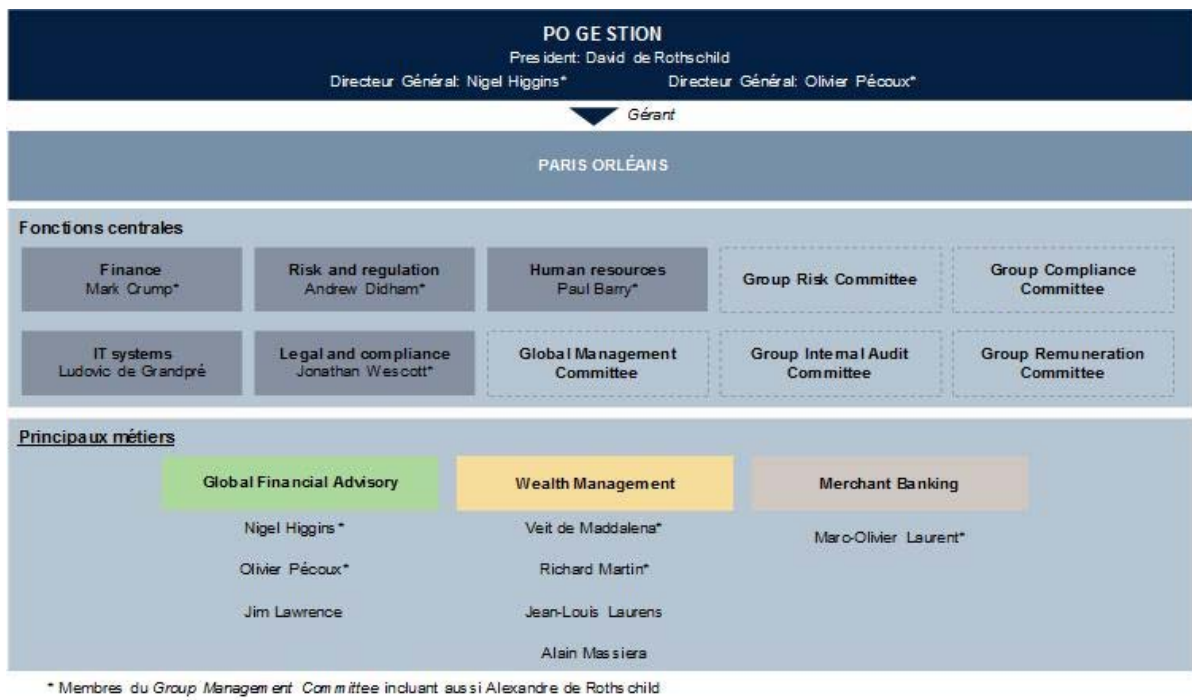 PO GESTION
President: David de Rothschild
Directeur Général: Nigel Higgins* Directeur Général: Olivier Pécoux*
Gérant
PARIS ORLÉANS
Fonctions centrales
Finance
Mark Crump*
Risk and regulation
Andrew Didham*
Human resources
Paul Barry*
Group Risk Committee
Group Compliance
Committee
IT systems
Ludovic de Grandpré
Legal and compliance
Jonathan Wescott*
Global Management
Committee
Group Internal Audit
Committee
Group Remuneration
Committee
Principaux métiers
Global Financial Advisory
Nigel Higgins*
Olivier Pécoux*
Jim Lawrence
Wealth Management
Veit de Maddalena*
Richard Martin*
Jean-Louis Laurens
Alain Massiera
Merchant Banking
Marc-Olivier Laurent*
* Membres du Group Management Committee incluant aussi Alexandre de Rothschild